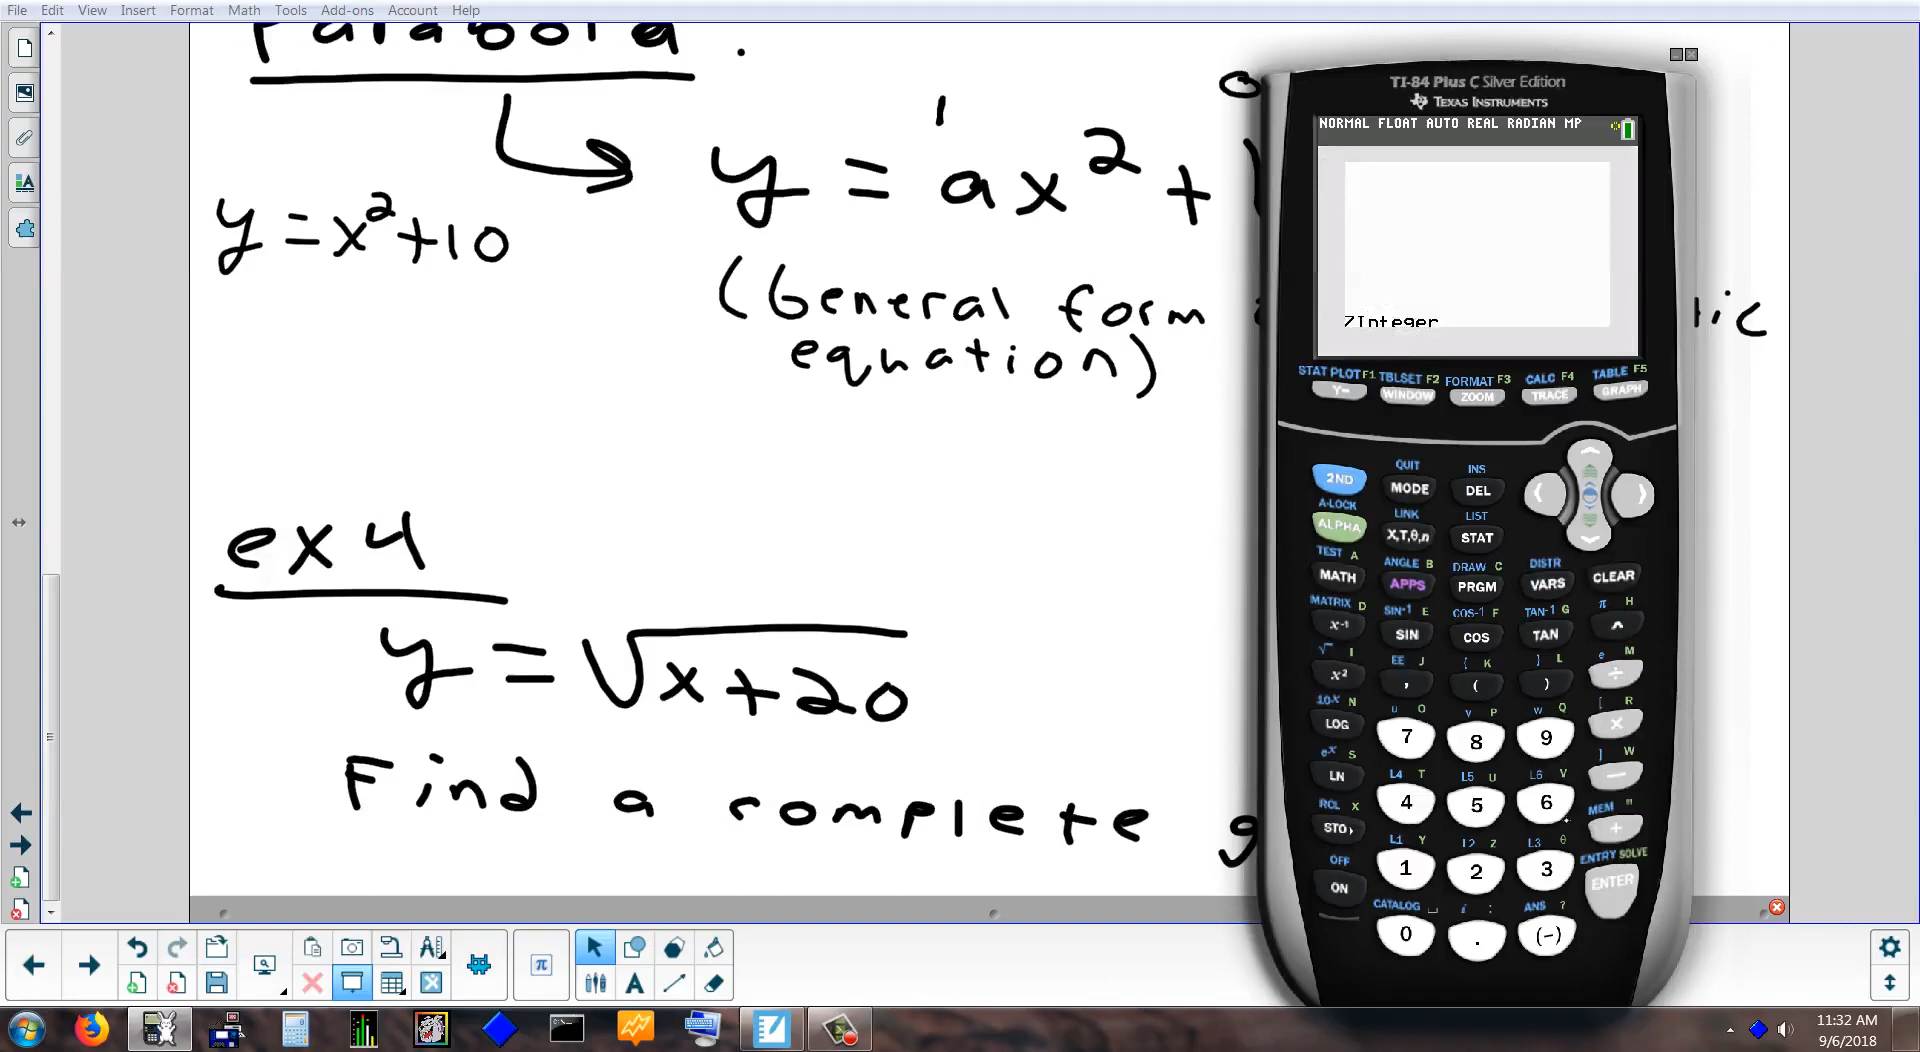 File Edit View Insert Format Math Tools Add-ons Account Help
Parabola.
y = ax² +
1
y = x² + 10
(General form
equation)
ic
ex 4
y = √x+20
Find a complete g
TI-84 Plus C Silver Edition
TEXAS INSTRUMENTS
NORMAL FLOAT AUTO REAL RADIAN MP
ZInteger
STAT PLOT F1 TBLSET F2 FORMAT F3 CALC F4 TABLE F5
Y= WINDOW ZOOM TRACE GRAPH
QUIT INS
2ND MODE DEL
A-LOCK LINK LIST
ALPHA X,T,θ,n STAT
TEST A ANGLE B DRAW C DISTR
MATH APPS PRGM VARS CLEAR
MATRIX D SIN⁻¹ E COS⁻¹ F TAN⁻¹ G π H
x⁻¹ SIN COS TAN ^
√ I EE J { K } L e M
x² , ( ) ÷
10ˣ N u O v P w Q [ R
LOG 7 8 9 ×
eˣ S L4 T L5 U L6 V ] W
LN 4 5 6 −
RCL X L1 Y L2 Z L3 θ MEM "
STO▸ 1 2 3 +
OFF CATALOG ␣ i : ANS ? ENTRY SOLVE
ON 0 . (-) ENTER
π
A
11:32 AM
9/6/2018